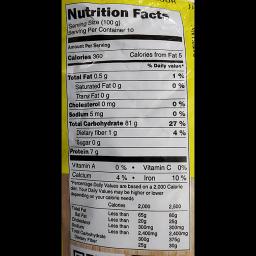 Nutrition Facts
Serving Size (100 g)
Serving Per Container 10
Amount Per Serving
Calories 360 Calories from Fat 5
% Daily value*
Total Fat 0.5 g 1 %
Saturated Fat 0 g 0 %
Trans Fat 0 g
Cholesterol 0 mg 0 %
Sodium 5 mg 0 %
Total Carbohydrate 81 g 27 %
Dietary fiber 1 g 4 %
Sugar 0 g
Protein 7 g
Vitamin A 0 % • Vitamin C 0%
Calcium 4 % • Iron 10 %
*Percentage Daily Values are based on a 2,000 Calorie
diet. Your Daily Values may be higher or lower
depending on your calorie needs
Calories 2,000 2,500
Total Fat Less than 65g 80g
Sat Fat Less than 20g 25g
Cholesterol Less than 300mg 300mg
Sodium Less than 2,400mg 2,400mg
Total Carbohydrate 300g 375g
Dietary Fiber 25g 30g